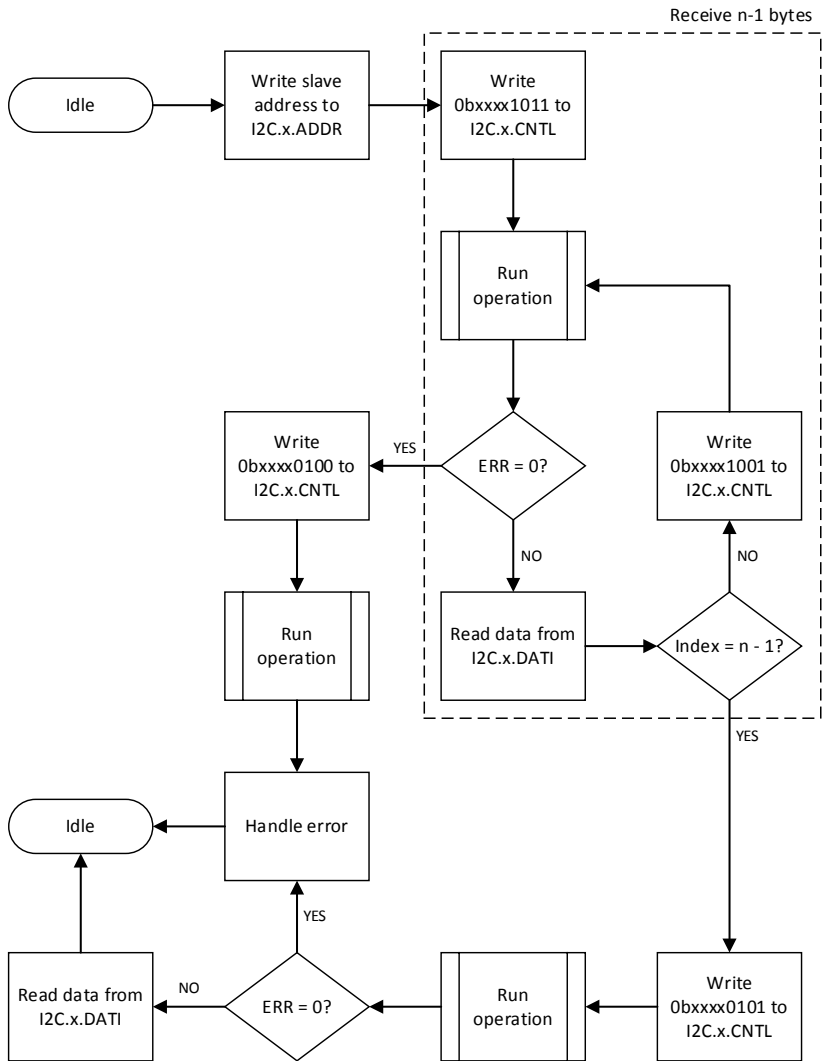 Receive n-1 bytes
Idle
Write slave
address to
I2C.x.ADDR
Write
0bxxxx1011 to
I2C.x.CNTL
Run
operation
Write
0bxxxx0100 to
I2C.x.CNTL
YES
ERR = 0?
Write
0bxxxx1001 to
I2C.x.CNTL
NO
NO
Run
operation
Read data from
I2C.x.DATI
Index = n - 1?
YES
Idle
Handle error
YES
Read data from
I2C.x.DATI
NO
ERR = 0?
Run
operation
Write
0bxxxx0101 to
I2C.x.CNTL